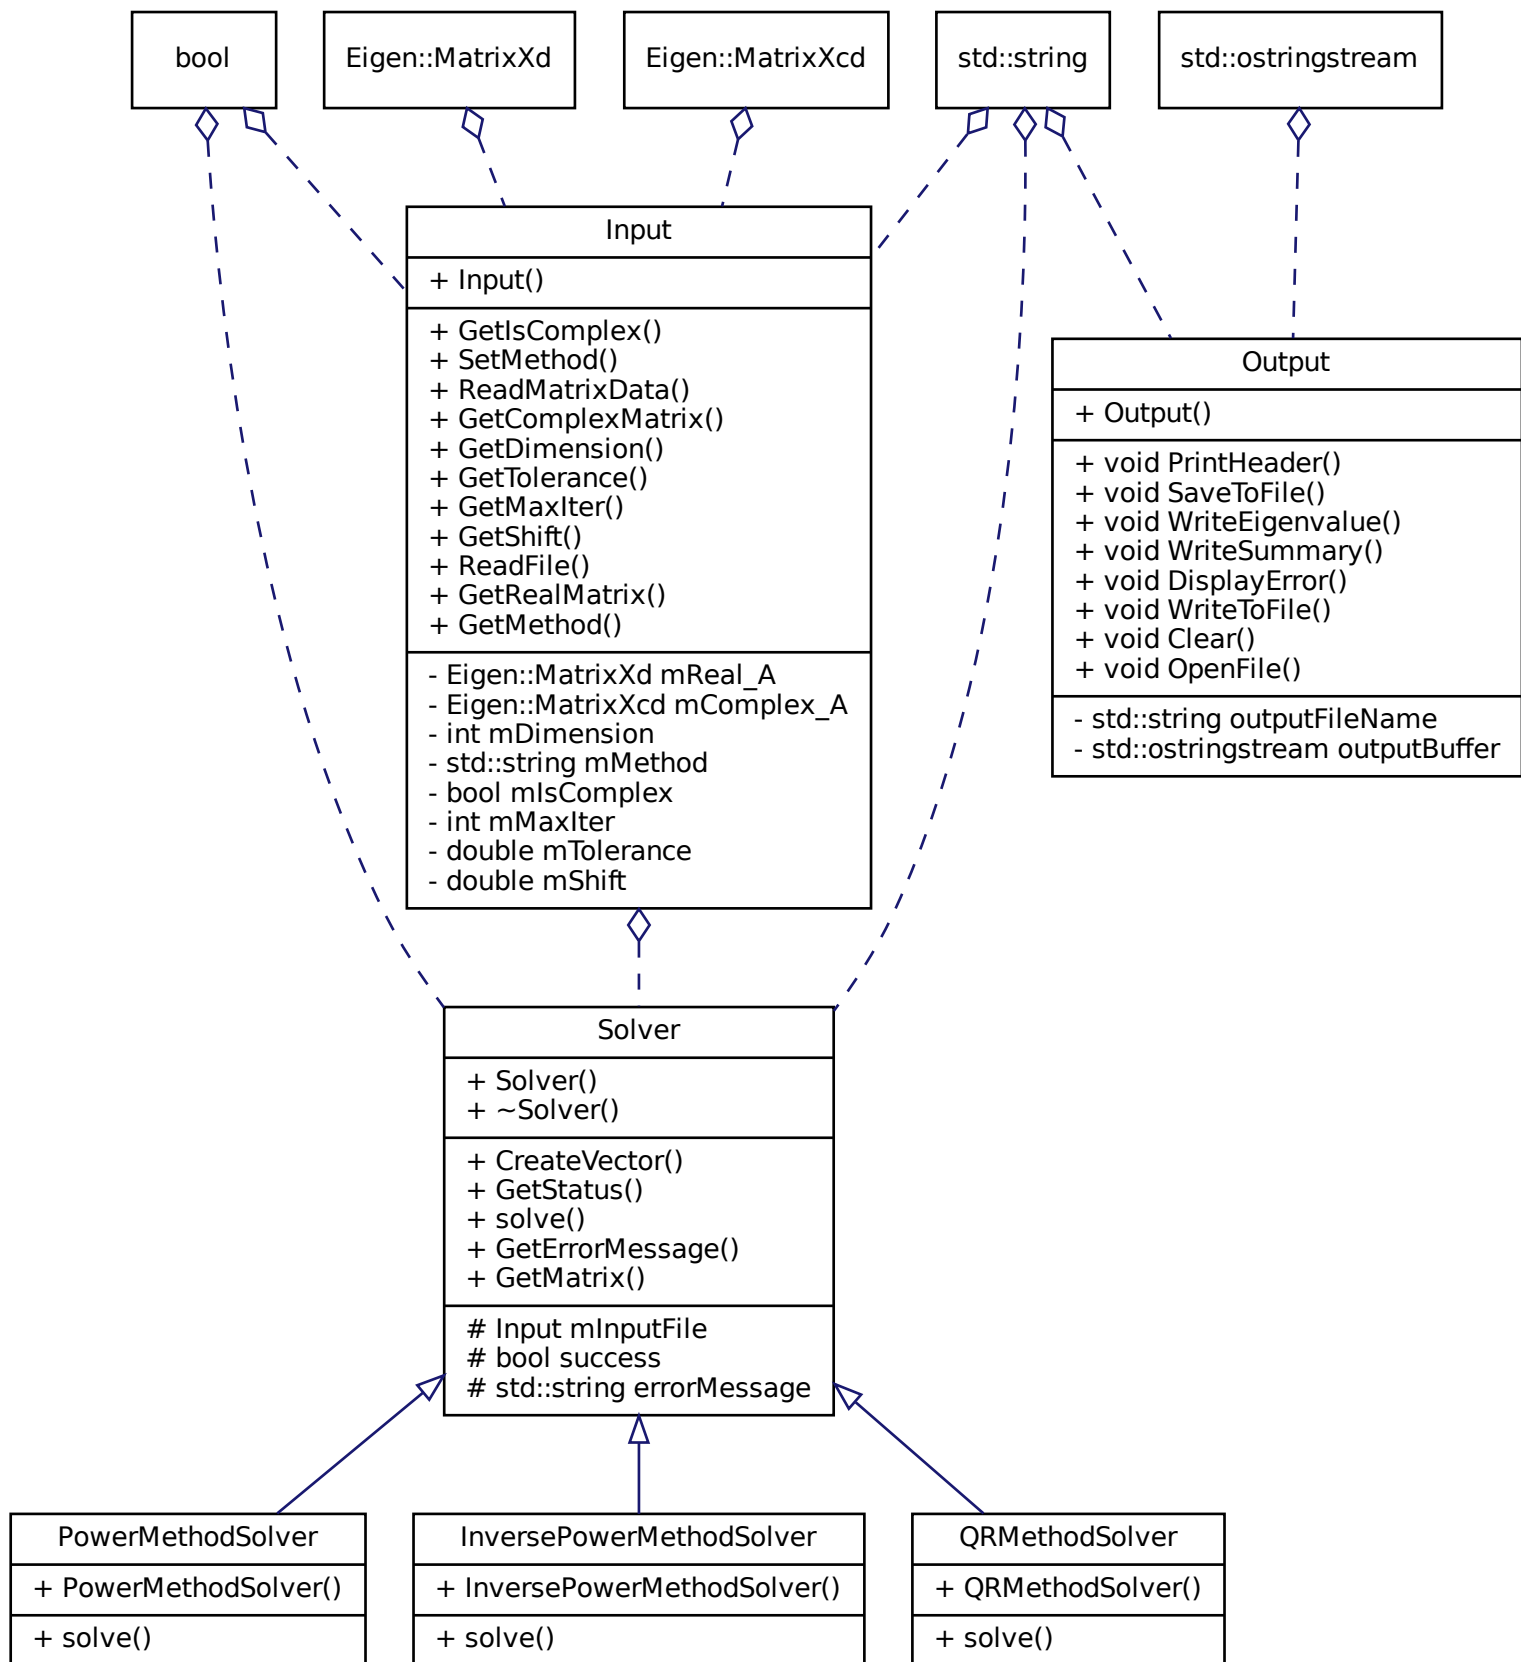 bool
Eigen::MatrixXd
Eigen::MatrixXcd
std::string
std::ostringstream
Input
+ Input()
+ GetIsComplex()
+ SetMethod()
+ ReadMatrixData()
+ GetComplexMatrix()
+ GetDimension()
+ GetTolerance()
+ GetMaxIter()
+ GetShift()
+ ReadFile()
+ GetRealMatrix()
+ GetMethod()
- Eigen::MatrixXd mReal_A
- Eigen::MatrixXcd mComplex_A
- int mDimension
- std::string mMethod
- bool mIsComplex
- int mMaxIter
- double mTolerance
- double mShift
Output
+ Output()
+ void PrintHeader()
+ void SaveToFile()
+ void WriteEigenvalue()
+ void WriteSummary()
+ void DisplayError()
+ void WriteToFile()
+ void Clear()
+ void OpenFile()
- std::string outputFileName
- std::ostringstream outputBuffer
Solver
+ Solver()
+ ~Solver()
+ CreateVector()
+ GetStatus()
+ solve()
+ GetErrorMessage()
+ GetMatrix()
# Input mInputFile
# bool success
# std::string errorMessage
PowerMethodSolver
+ PowerMethodSolver()
+ solve()
InversePowerMethodSolver
+ InversePowerMethodSolver()
+ solve()
QRMethodSolver
+ QRMethodSolver()
+ solve()